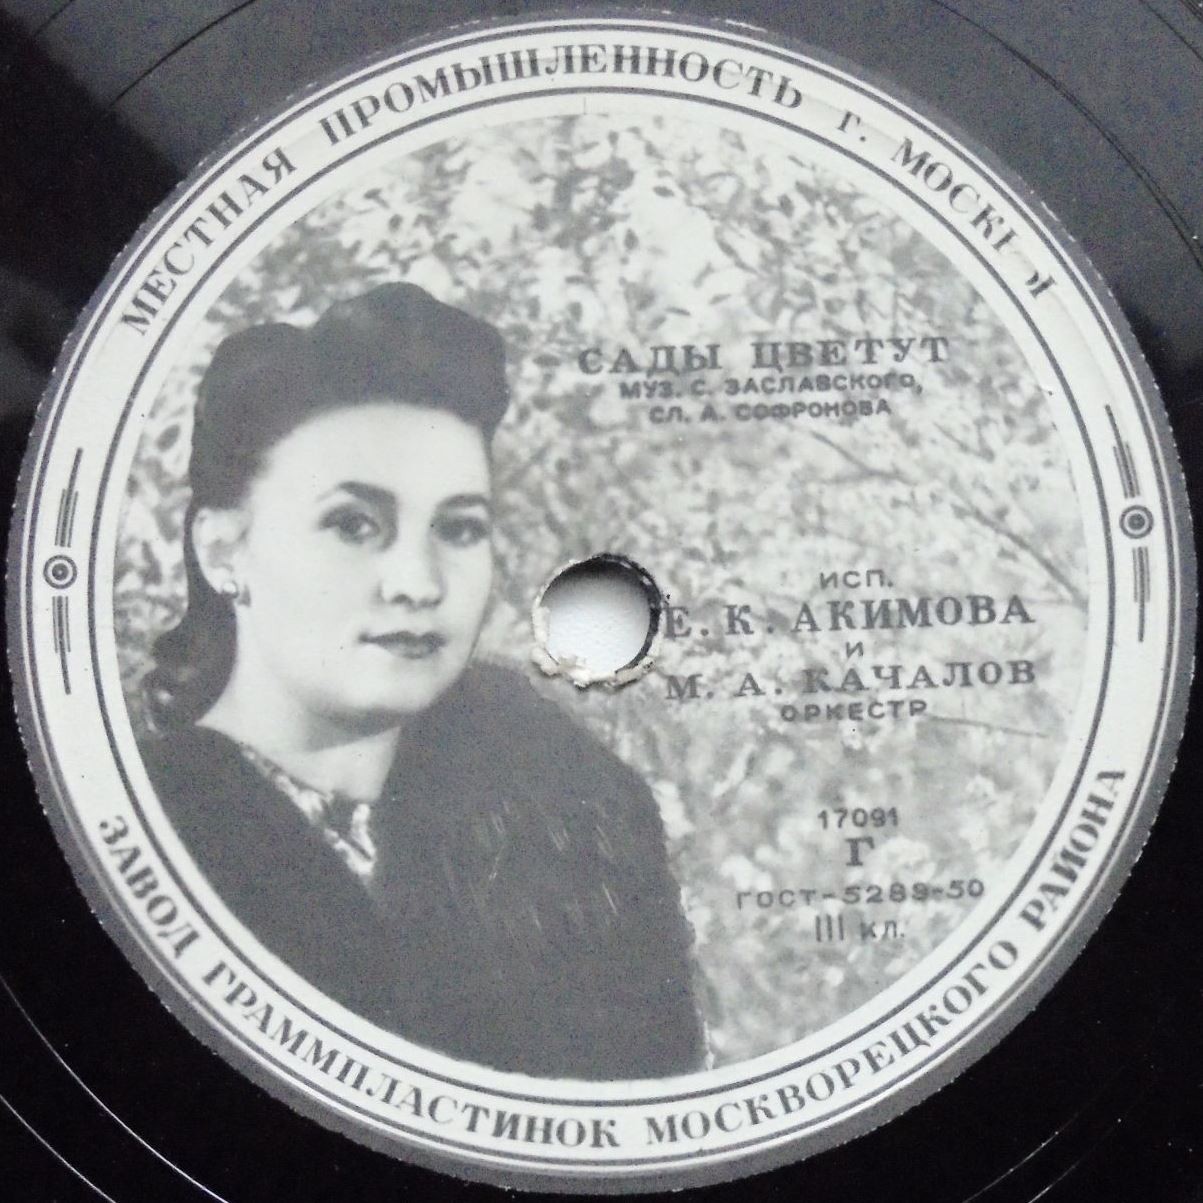 МЕСТНАЯ ПРОМЫШЛЕННОСТЬ г. МОСКВЫ
САДЫ ЦВЕТУТ
МУЗ. С. ЗАСЛАВСКОГО,
СЛ. А. СОФРОНОВА
ИСП.
Е. К. АКИМОВА
И
М. А. КАЧАЛОВ
ОРКЕСТР
17091
Г
ГОСТ-5289-50
III КЛ.
ЗАВОД ГРАММПЛАСТИНОК МОСКВОРЕЦКОГО РАЙОНА